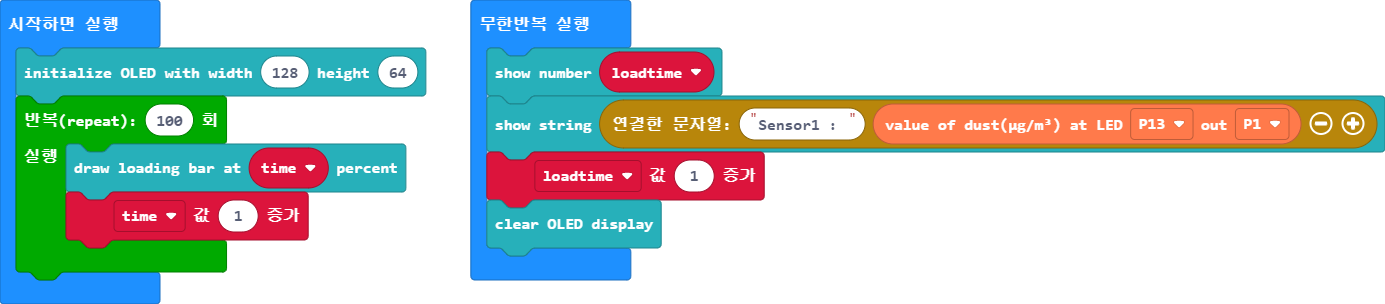 시작하면 실행
initialize OLED with width 128 height 64
반복(repeat): 100 회
실행
draw loading bar at time percent
time 값 1 증가
무한반복 실행
show number loadtime
show string 연결한 문자열: "Sensor1 : " value of dust(μg/m³) at LED P13 out P1
loadtime 값 1 증가
clear OLED display